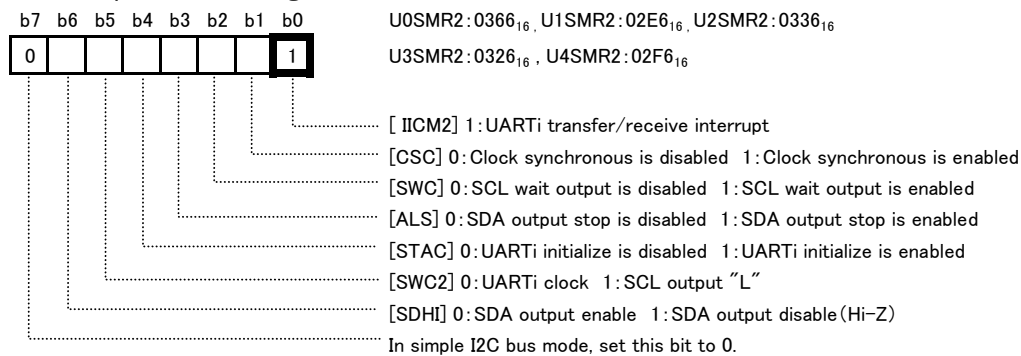 b7 b6 b5 b4 b3 b2 b1 b0 U0SMR2:0366₁₆, U1SMR2:02E6₁₆, U2SMR2:0336₁₆
0 1 U3SMR2:0326₁₆ , U4SMR2:02F6₁₆
[ IICM2] 1:UARTi transfer/receive interrupt
[CSC] 0:Clock synchronous is disabled 1:Clock synchronous is enabled
[SWC] 0:SCL wait output is disabled 1:SCL wait output is enabled
[ALS] 0:SDA output stop is disabled 1:SDA output stop is enabled
[STAC] 0:UARTi initialize is disabled 1:UARTi initialize is enabled
[SWC2] 0:UARTi clock 1:SCL output "L"
[SDHI] 0:SDA output enable 1:SDA output disable(Hi-Z)
In simple I2C bus mode, set this bit to 0.